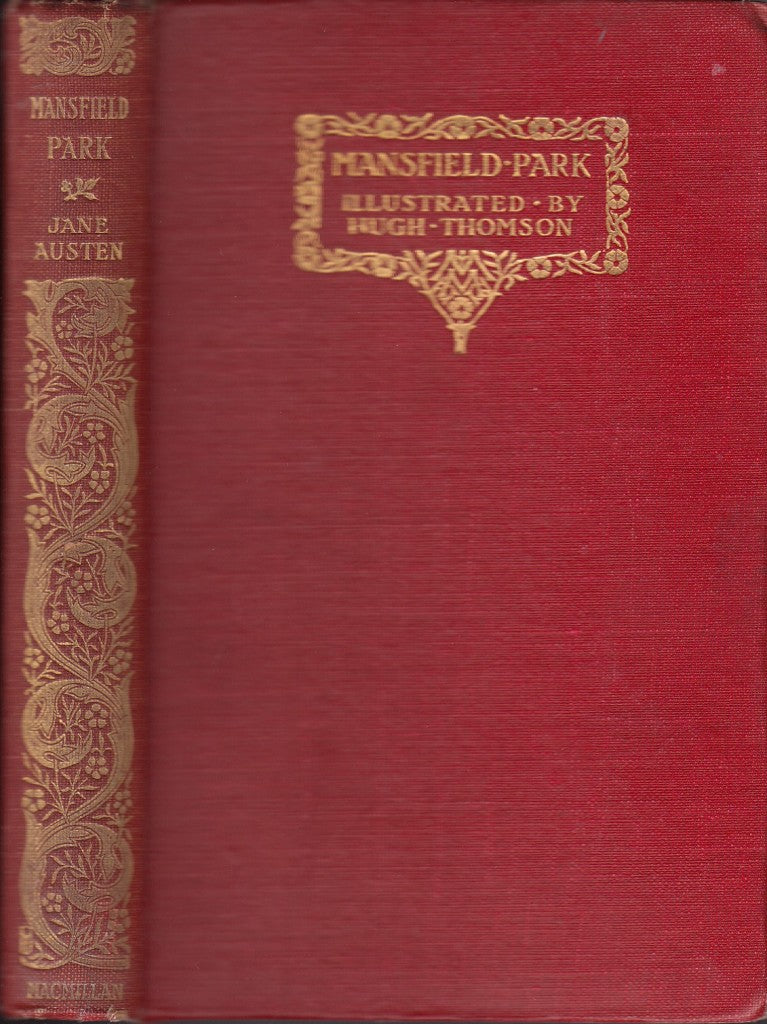 MANSFIELD
PARK
JANE
AUSTEN
MACMILLAN
MANSFIELD-PARK
ILLUSTRATED·BY
HUGH-THOMSON